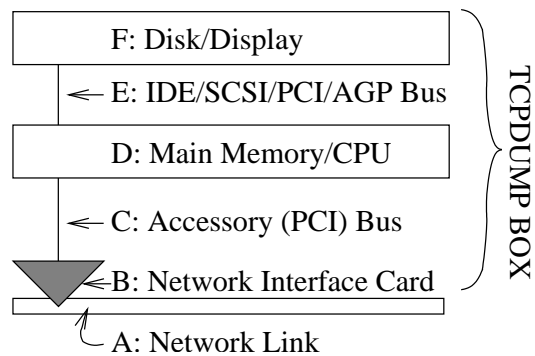 F: Disk/Display
E: IDE/SCSI/PCI/AGP Bus
D: Main Memory/CPU
C: Accessory (PCI) Bus
B: Network Interface Card
A: Network Link
TCPDUMP BOX